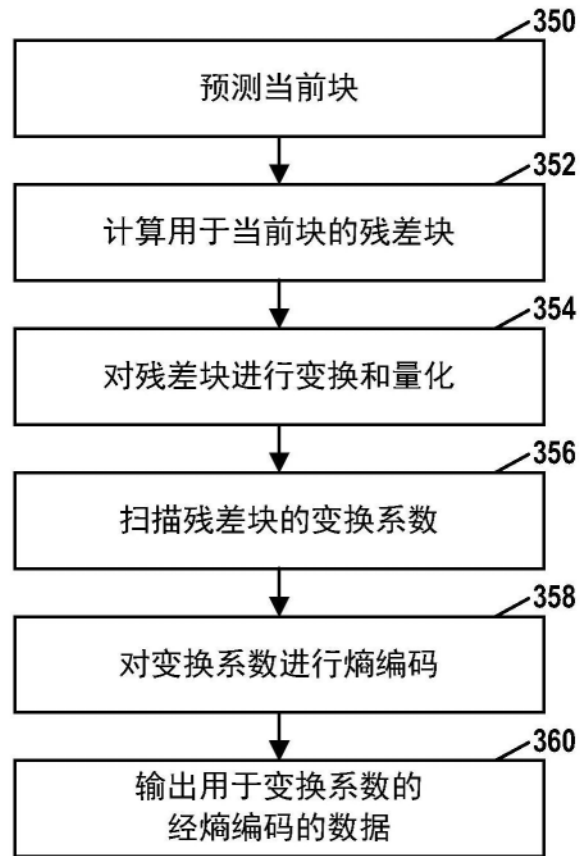 350
预测当前块
352
计算用于当前块的残差块
354
对残差块进行变换和量化
356
扫描残差块的变换系数
358
对变换系数进行熵编码
360
输出用于变换系数的
经熵编码的数据